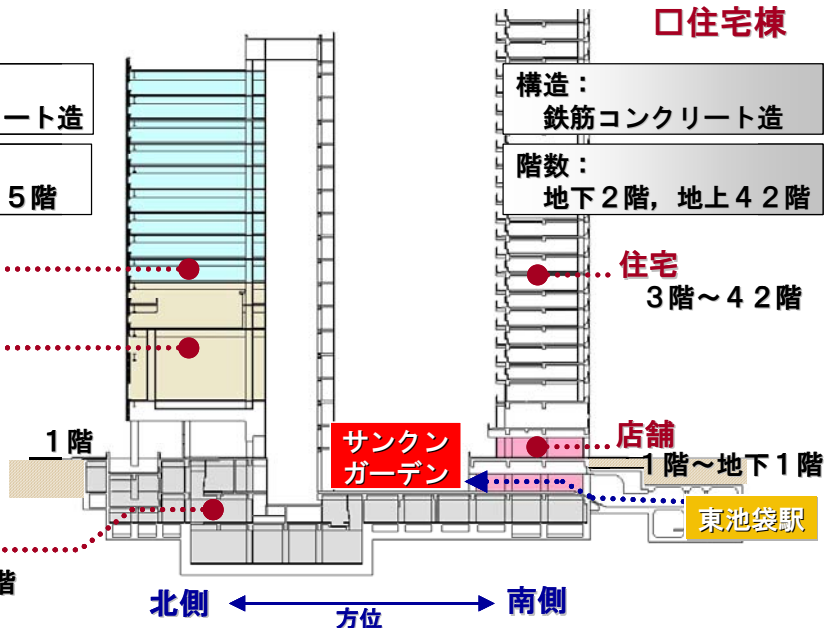 □住宅棟
ート造
構造：
鉄筋コンクリート造
5階
階数：
地下２階，地上４２階
住宅
３階～４２階
1階
サンクン
ガーデン
店舗
1階～地下1階
東池袋駅
階
北側
方位
南側